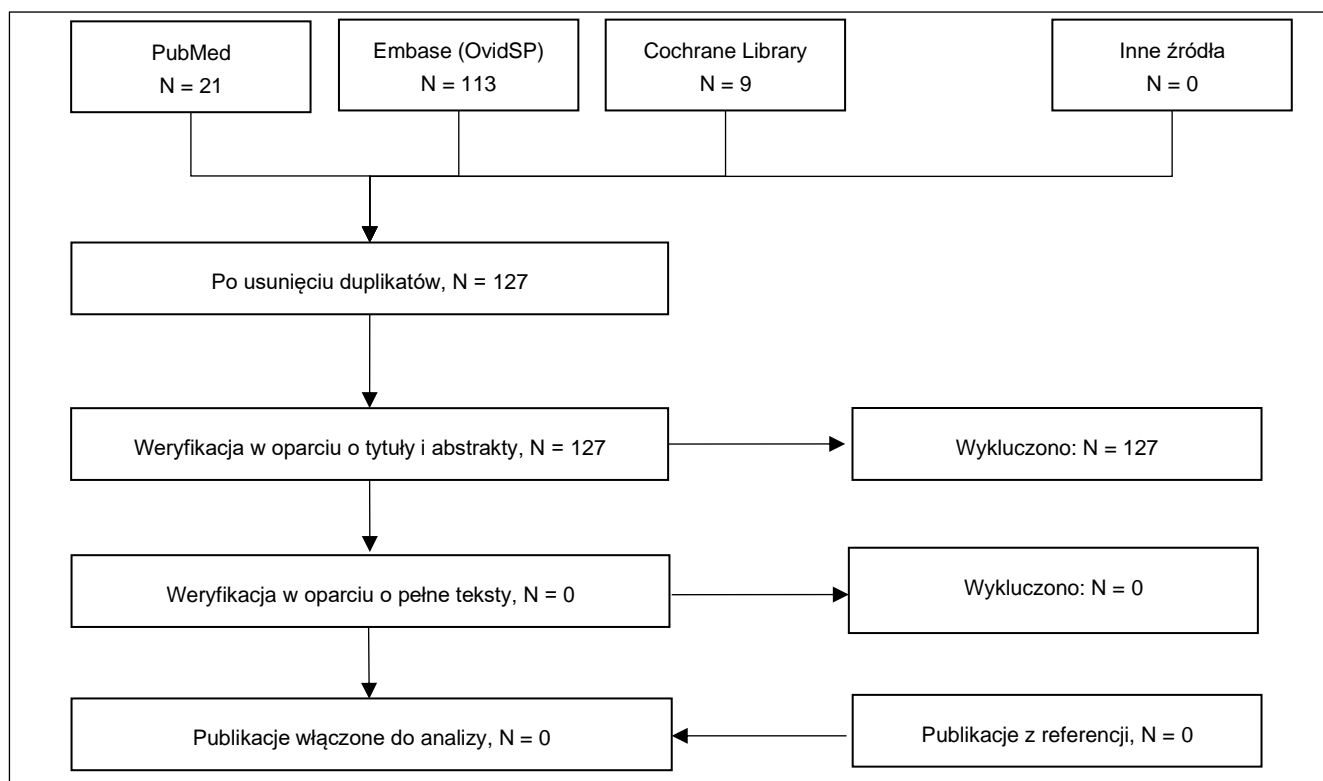 PubMed
N = 21
Embase (OvidSP)
N = 113
Cochrane Library
N = 9
Inne źródła
N = 0
Po usunięciu duplikatów, N = 127
Weryfikacja w oparciu o tytuły i abstrakty, N = 127
Wykluczono: N = 127
Weryfikacja w oparciu o pełne teksty, N = 0
Wykluczono: N = 0
Publikacje włączone do analizy, N = 0
Publikacje z referencji, N = 0